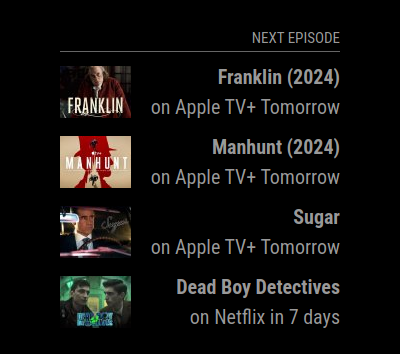 NEXT EPISODE
FRANKLIN
Franklin (2024)
on Apple TV+ Tomorrow
MANHUNT
Manhunt (2024)
on Apple TV+ Tomorrow
Sugar
Sugar
on Apple TV+ Tomorrow
Dead Boy Detectives
on Netflix in 7 days